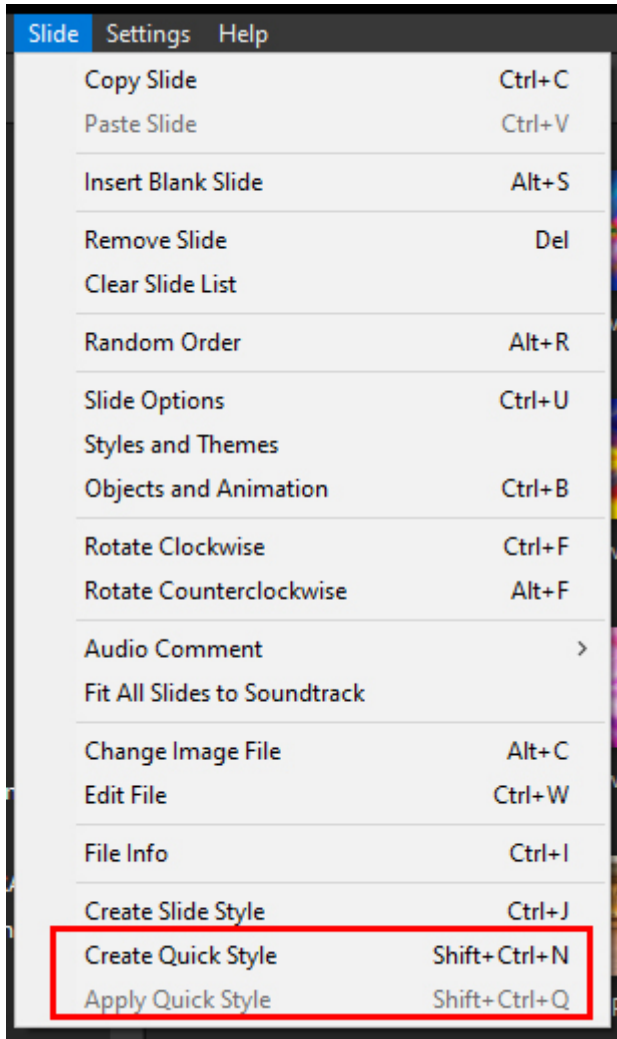 Slide Settings Help
Copy Slide Ctrl+C
Paste Slide Ctrl+V
Insert Blank Slide Alt+S
Remove Slide Del
Clear Slide List
Random Order Alt+R
Slide Options Ctrl+U
Styles and Themes
Objects and Animation Ctrl+B
Rotate Clockwise Ctrl+F
Rotate Counterclockwise Alt+F
Audio Comment >
Fit All Slides to Soundtrack
Change Image File Alt+C
Edit File Ctrl+W
File Info Ctrl+I
Create Slide Style Ctrl+J
Create Quick Style Shift+Ctrl+N
Apply Quick Style Shift+Ctrl+Q